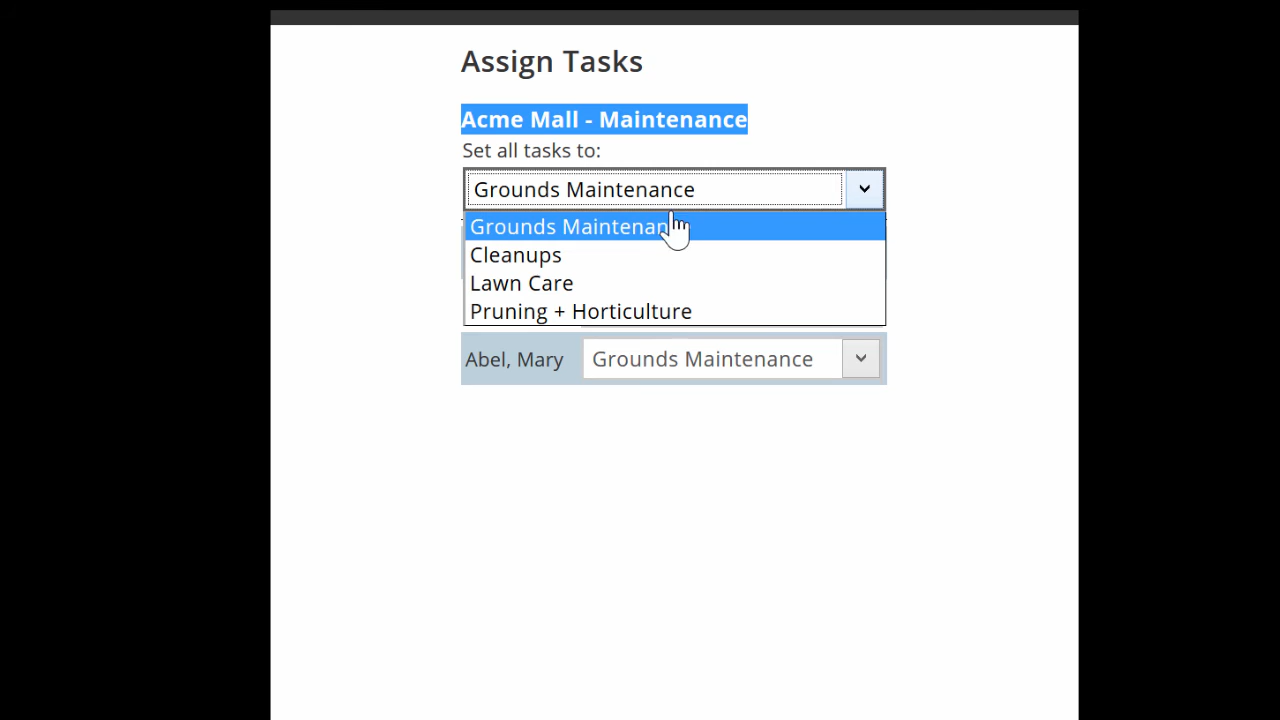 Assign Tasks
Acme Mall - Maintenance
Set all tasks to:
Grounds Maintenance
Grounds Maintenan
Cleanups
Lawn Care
Pruning + Horticulture
Abel, Mary Grounds Maintenance